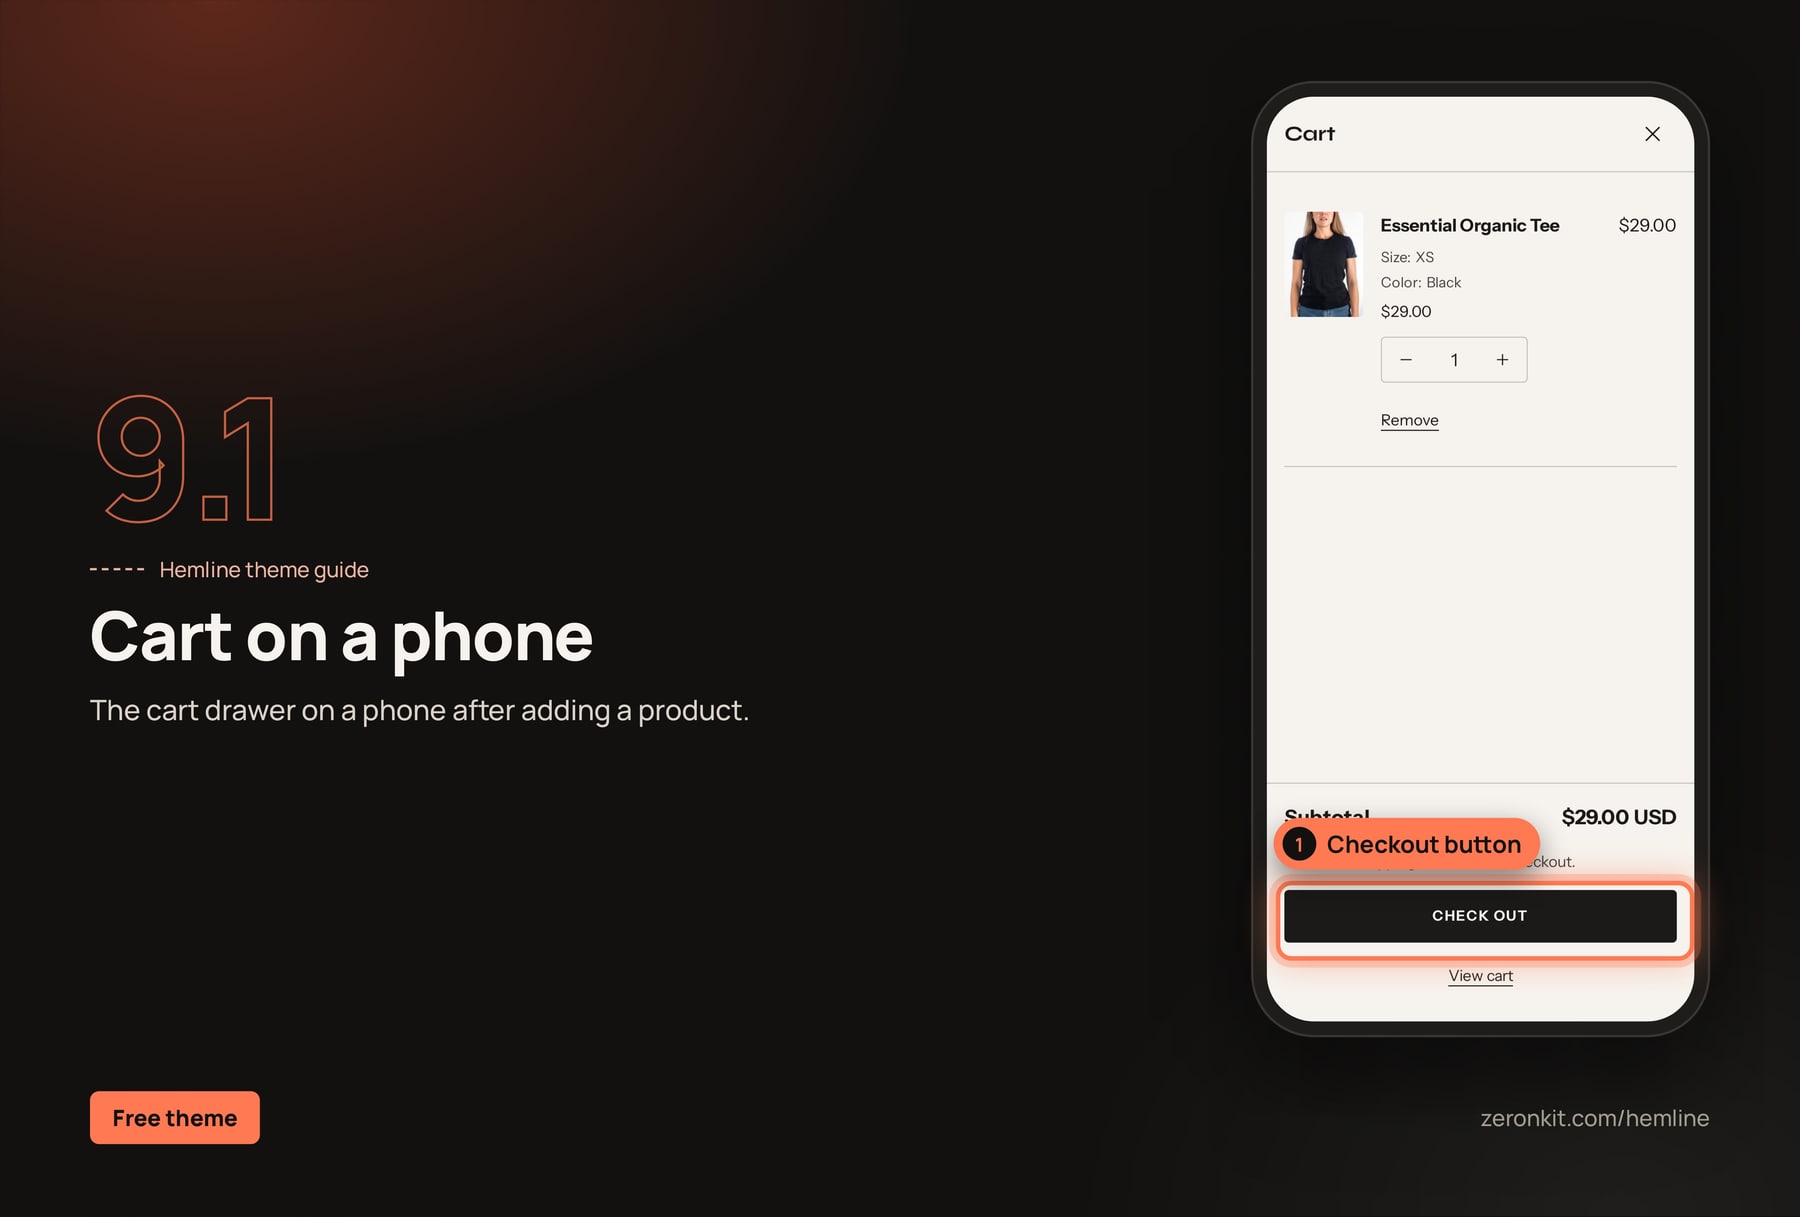 9.1
Hemline theme guide
Cart on a phone
The cart drawer on a phone after adding a product.
Free theme
Cart
Essential Organic Tee $29.00
Size: XS
Color: Black
$29.00
− 1 +
Remove
Subtotal $29.00 USD
1 Checkout button
CHECK OUT
View cart
zeronkit.com/hemline